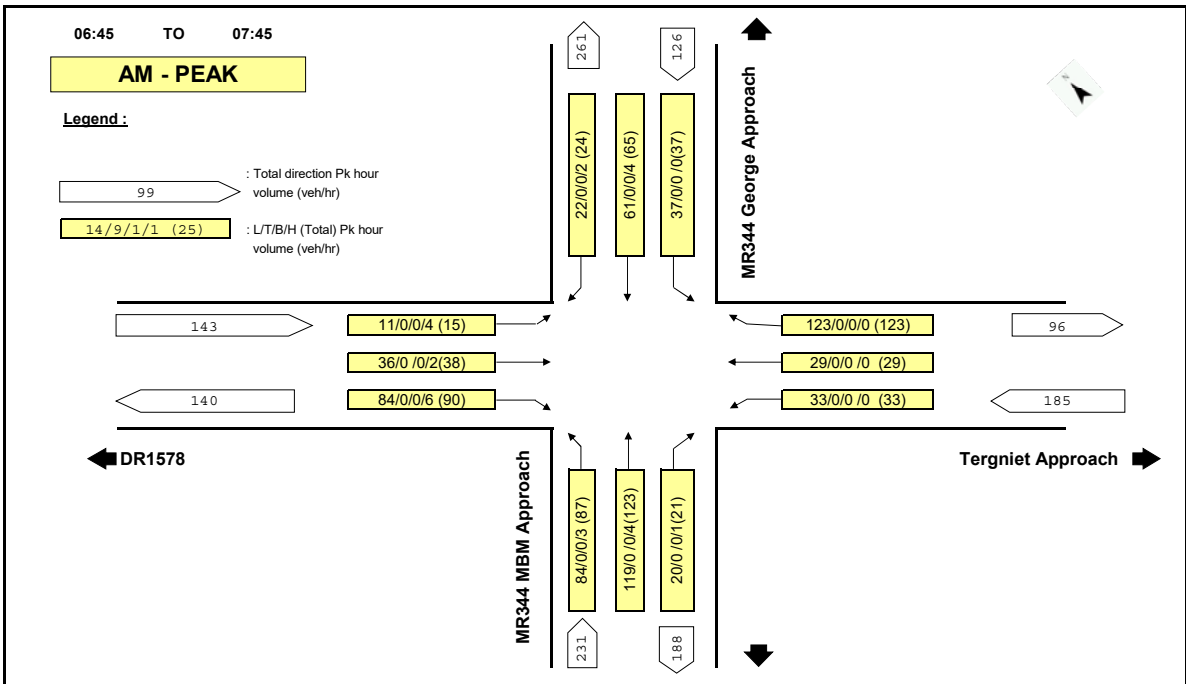 06:45 TO 07:45
AM - PEAK
Legend :
99
: Total direction Pk hour
volume (veh/hr)
14/9/1/1 (25)
: L/T/B/H (Total) Pk hour
volume (veh/hr)
261
126
22/0/0/2 (24)
61/0/0/4 (65)
37/0/0 /0(37)
MR344 George Approach
N
143
11/0/0/4 (15)
123/0/0/0 (123)
96
36/0 /0/2(38)
29/0/0 /0 (29)
140
84/0/0/6 (90)
33/0/0 /0 (33)
185
DR1578
Tergniet Approach
MR344 MBM Approach
84/0/0/3 (87)
119/0 /0/4(123)
20/0 /0/1(21)
231
188